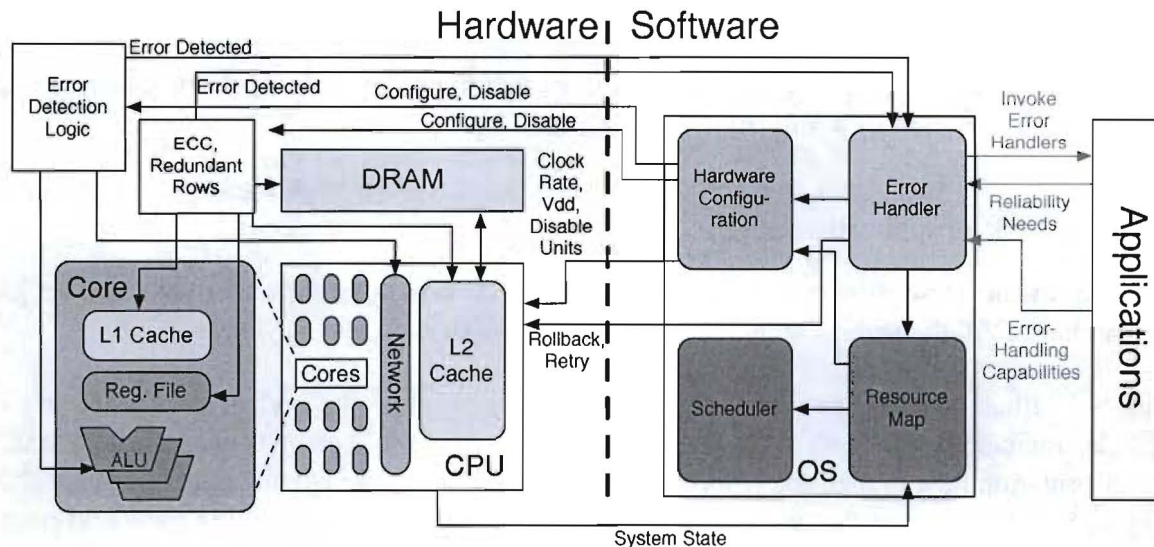 Hardware
Software
Error Detected
Error
Detection
Logic
Error Detected
Configure, Disable
Configure, Disable
ECC,
Redundant
Rows
DRAM
Clock
Rate,
Vdd,
Disable
Units
Hardware
Configu-
ration
Error
Handler
Invoke
Error
Handlers
Reliability
Needs
Applications
Core
L1 Cache
Reg. File
ALU
Cores
Network
L2
Cache
CPU
Rollback,
Retry
Scheduler
Resource
Map
OS
Error-
Handling
Capabilities
System State